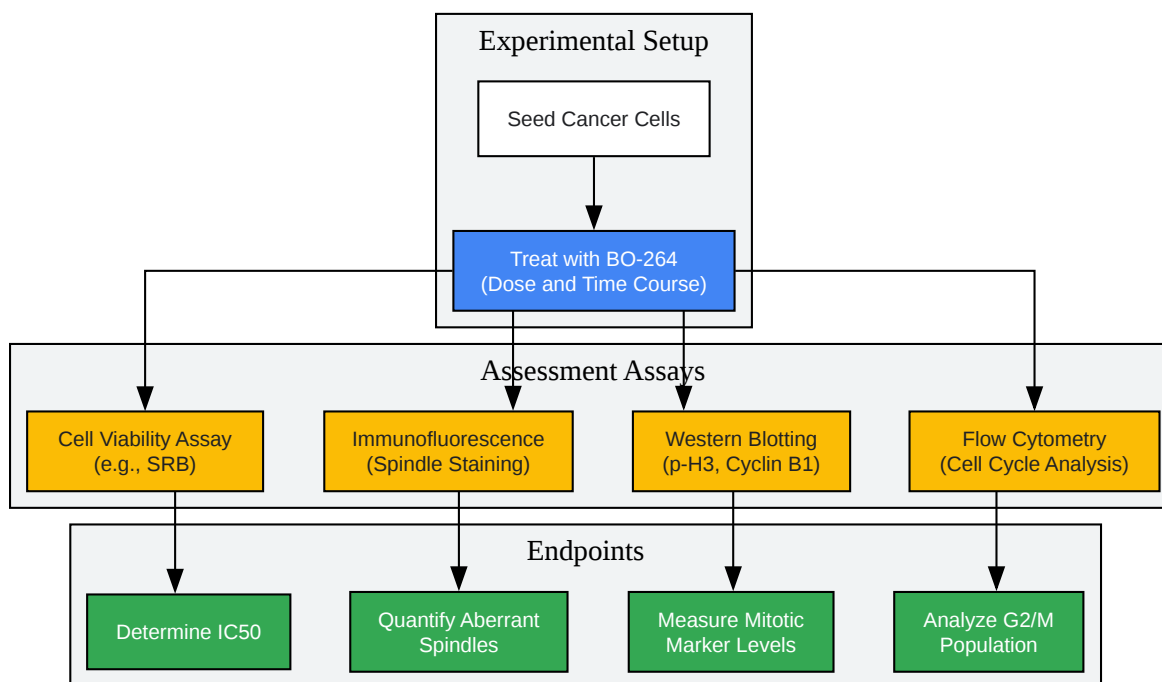 Experimental Setup
Seed Cancer Cells
Treat with BO-264
(Dose and Time Course)
Assessment Assays
Cell Viability Assay
(e.g., SRB)
Immunofluorescence
(Spindle Staining)
Western Blotting
(p-H3, Cyclin B1)
Flow Cytometry
(Cell Cycle Analysis)
Endpoints
Determine IC50
Quantify Aberrant
Spindles
Measure Mitotic
Marker Levels
Analyze G2/M
Population